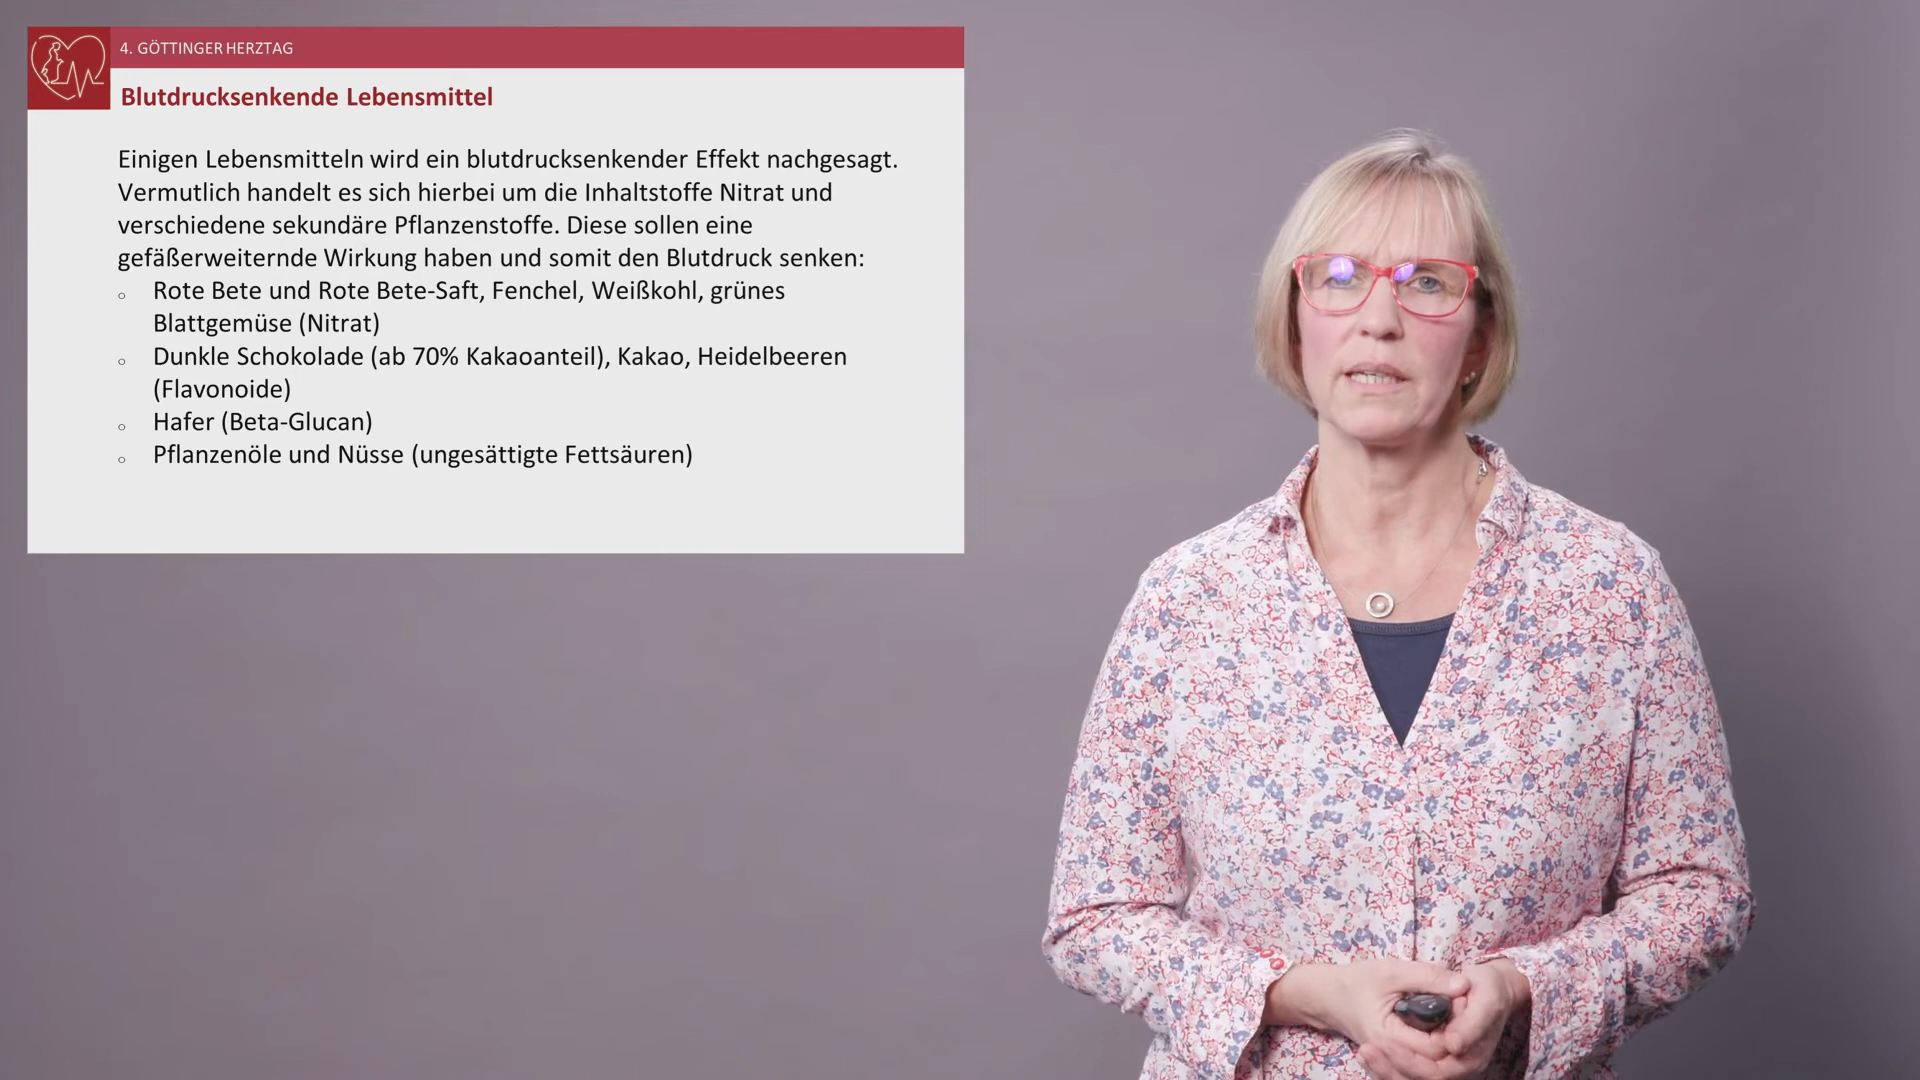 4. GÖTTINGER HERZTAG
Blutdrucksenkende Lebensmittel
Einigen Lebensmitteln wird ein blutdrucksenkender Effekt nachgesagt.
Vermutlich handelt es sich hierbei um die Inhaltstoffe Nitrat und
verschiedene sekundäre Pflanzenstoffe. Diese sollen eine
gefäßerweiternde Wirkung haben und somit den Blutdruck senken:
○ Rote Bete und Rote Bete-Saft, Fenchel, Weißkohl, grünes
Blattgemüse (Nitrat)
○ Dunkle Schokolade (ab 70% Kakaoanteil), Kakao, Heidelbeeren
(Flavonoide)
○ Hafer (Beta-Glucan)
○ Pflanzenöle und Nüsse (ungesättigte Fettsäuren)